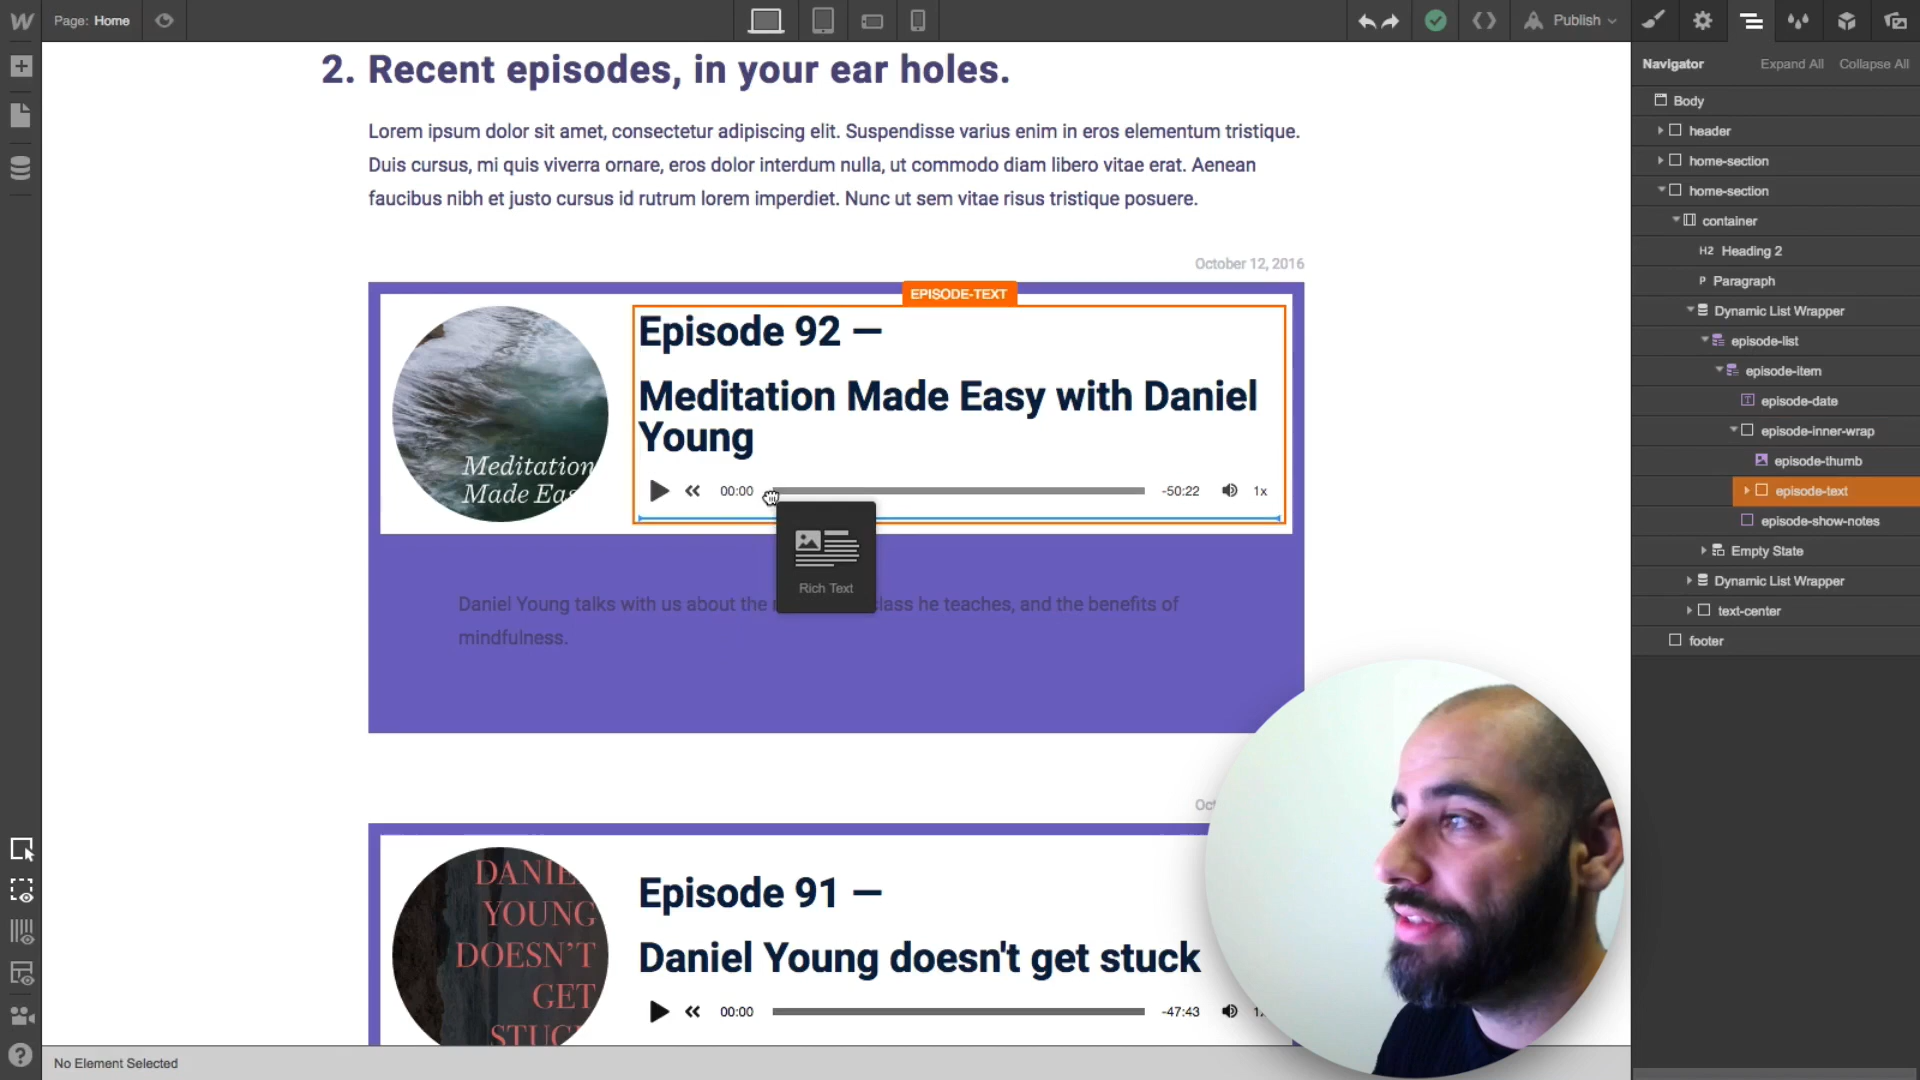 Page: Home
Publish
2. Recent episodes, in your ear holes.
Lorem ipsum dolor sit amet, consectetur adipiscing elit. Suspendisse varius enim in eros elementum tristique.
Duis cursus, mi quis viverra ornare, eros dolor interdum nulla, ut commodo diam libero vitae erat. Aenean
faucibus nibh et justo cursus id rutrum lorem imperdiet. Nunc ut sem vitae risus tristique posuere.
October 12, 2016
EPISODE-TEXT
Episode 92 —
Meditation Made Easy with Daniel
Young
Meditation
Made Eas
00:00
-50:22
1x
Rich Text
Daniel Young talks with us about the class he teaches, and the benefits of
mindfulness.
Oct
DANIE
YOUNG
DOESN'T
GET
STUC
Episode 91 —
Daniel Young doesn't get stuck
00:00
-47:43
No Element Selected
Navigator
Expand All
Collapse All
Body
header
home-section
home-section
container
H2 Heading 2
P Paragraph
Dynamic List Wrapper
episode-list
episode-item
episode-date
episode-inner-wrap
episode-thumb
episode-text
episode-show-notes
Empty State
Dynamic List Wrapper
text-center
footer